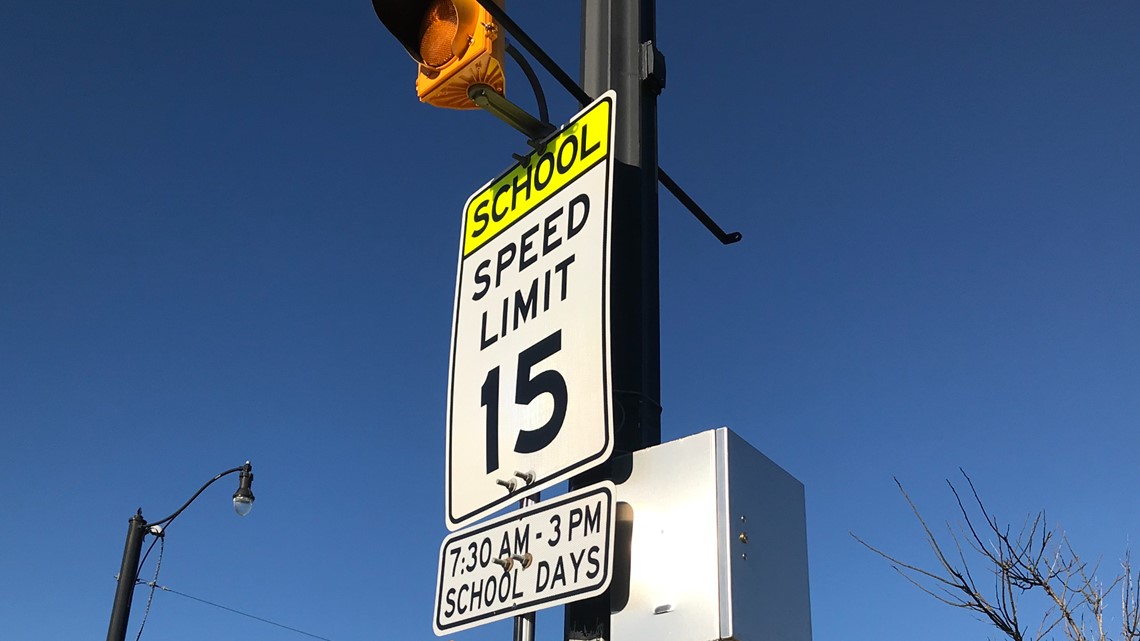 SCHOOL
SPEED
LIMIT
15
7:30 AM - 3 PM
SCHOOL DAYS